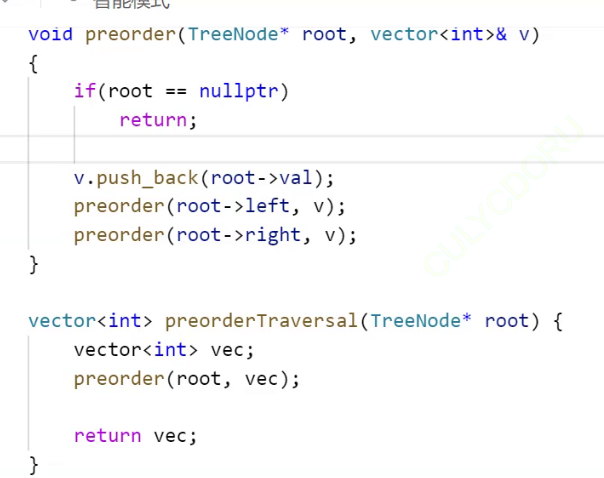 智能模式
void preorder(TreeNode* root, vector<int>& v)
{
    if(root == nullptr)
        return;
    v.push_back(root->val);
    preorder(root->left, v);
    preorder(root->right, v);
}
vector<int> preorderTraversal(TreeNode* root) {
    vector<int> vec;
    preorder(root, vec);
    return vec;
}
CULYCDORU